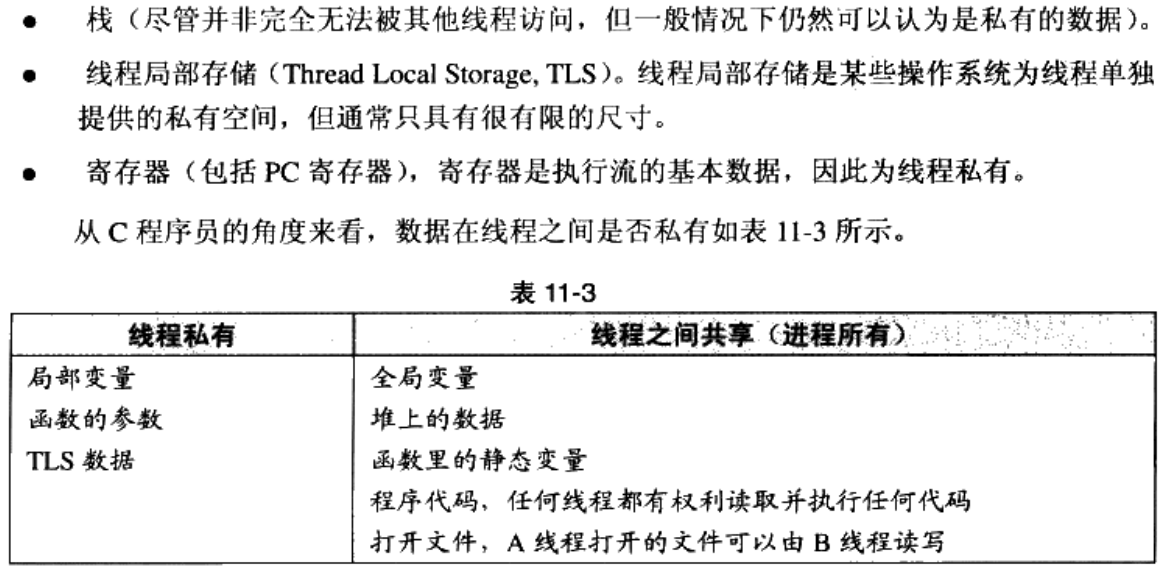 ● 栈（尽管并非完全无法被其他线程访问，但一般情况下仍然可以认为是私有的数据）。
● 线程局部存储（Thread Local Storage, TLS）。线程局部存储是某些操作系统为线程单独
提供的私有空间，但通常只具有很有限的尺寸。
● 寄存器（包括 PC 寄存器），寄存器是执行流的基本数据，因此为线程私有。
从 C 程序员的角度来看，数据在线程之间是否私有如表 11-3 所示。
表 11-3
线程私有 线程之间共享（进程所有）
局部变量 全局变量
函数的参数 堆上的数据
TLS 数据 函数里的静态变量
程序代码，任何线程都有权利读取并执行任何代码
打开文件，A 线程打开的文件可以由 B 线程读写